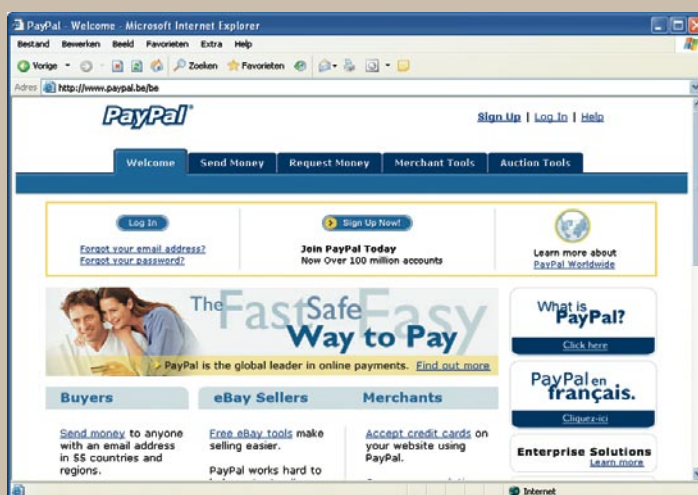 PayPal - Welcome - Microsoft Internet Explorer
Bestand Bewerken Beeld Favorieten Extra Help
Vorige Zoeken Favorieten
Adres http://www.paypal.be/be
PayPal
Sign Up | Log In | Help
Welcome Send Money Request Money Merchant Tools Auction Tools
Log In
Forgot your email address?
Forgot your password?
Sign Up Now!
Join PayPal Today
Now Over 100 million accounts
Learn more about
PayPal Worldwide
The Fast Safe Easy
Way to Pay
PayPal is the global leader in online payments. Find out more
What is
PayPal?
Click here
PayPal en
français.
Cliquez-ici
Enterprise Solutions
Learn more
Buyers
Send money to anyone
with an email address
in 55 countries and
regions.
eBay Sellers
Free eBay tools make
selling easier.
PayPal works hard to
Merchants
Accept credit cards on
your website using
PayPal.
Internet